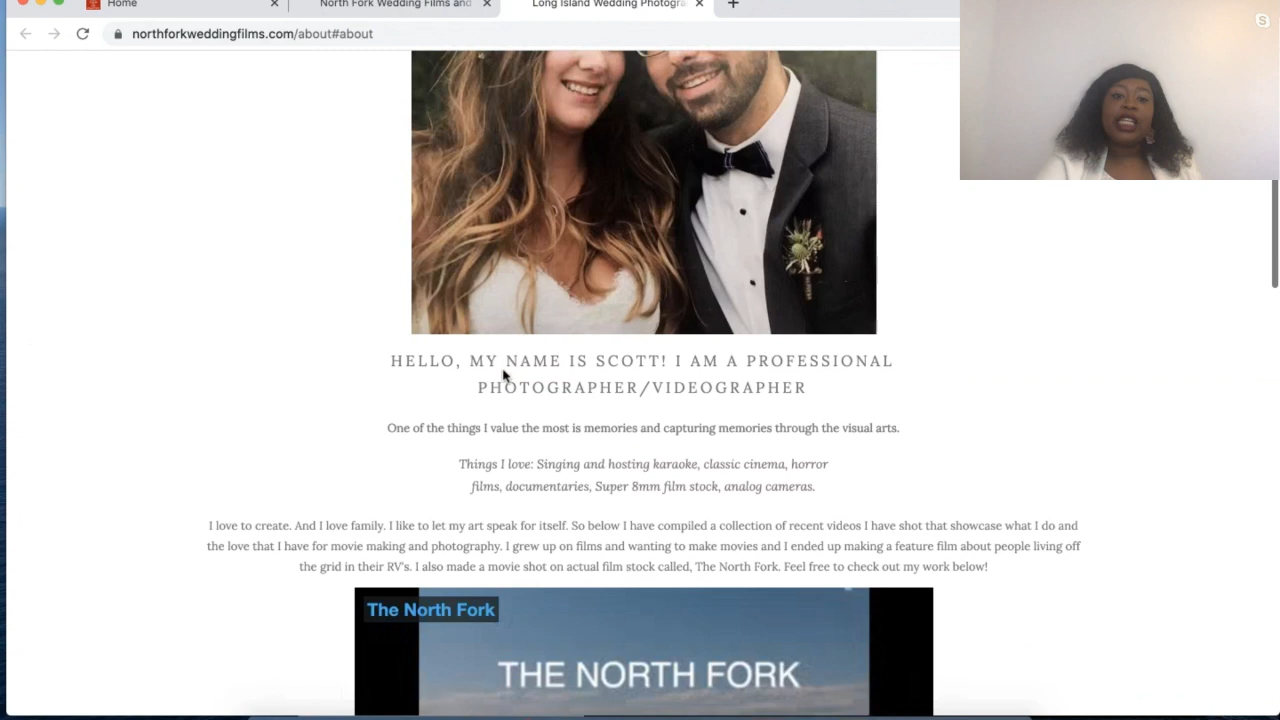 Home
North Fork Wedding Films and
Long Island Wedding Photogra
northforkweddingfilms.com/about#about
S
HELLO, MY NAME IS SCOTT! I AM A PROFESSIONAL
PHOTOGRAPHER/VIDEOGRAPHER
One of the things I value the most is memories and capturing memories through the visual arts.
Things I love: Singing and hosting karaoke, classic cinema, horror
films, documentaries, Super 8mm film stock, analog cameras.
I love to create. And I love family. I like to let my art speak for itself. So below I have compiled a collection of recent videos I have shot that showcase what I do and
the love that I have for movie making and photography. I grew up on films and wanting to make movies and I ended up making a feature film about people living off
the grid in their RV's. I also made a movie shot on actual film stock called, The North Fork. Feel free to check out my work below!
The North Fork
THE NORTH FORK